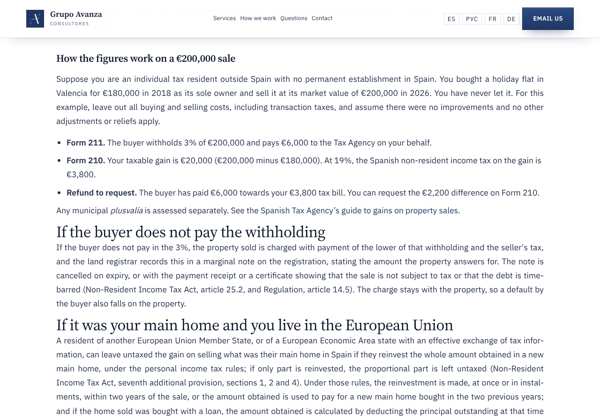 A
Grupo Avanza
CONSULTORES
Services How we work Questions Contact
ES РУС FR DE
EMAIL US
How the figures work on a €200,000 sale
Suppose you are an individual tax resident outside Spain with no permanent establishment in Spain. You bought a holiday flat in
Valencia for €180,000 in 2018 as its sole owner and sell it at its market value of €200,000 in 2026. You have never let it. For this
example, leave out all buying and selling costs, including transaction taxes, and assume there were no improvements and no other
adjustments or reliefs apply.
• Form 211. The buyer withholds 3% of €200,000 and pays €6,000 to the Tax Agency on your behalf.
• Form 210. Your taxable gain is €20,000 (€200,000 minus €180,000). At 19%, the Spanish non-resident income tax on the gain is
€3,800.
• Refund to request. The buyer has paid €6,000 towards your €3,800 tax bill. You can request the €2,200 difference on Form 210.
Any municipal plusvalía is assessed separately. See the Spanish Tax Agency's guide to gains on property sales.
If the buyer does not pay the withholding
If the buyer does not pay in the 3%, the property sold is charged with payment of the lower of that withholding and the seller's tax,
and the land registrar records this in a marginal note on the registration, stating the amount the property answers for. The note is
cancelled on expiry, or with the payment receipt or a certificate showing that the sale is not subject to tax or that the debt is time-
barred (Non-Resident Income Tax Act, article 25.2, and Regulation, article 14.5). The charge stays with the property, so a default by
the buyer also falls on the property.
If it was your main home and you live in the European Union
A resident of another European Union Member State, or of a European Economic Area state with an effective exchange of tax infor-
mation, can leave untaxed the gain on selling what was their main home in Spain if they reinvest the whole amount obtained in a new
main home, under the personal income tax rules; if only part is reinvested, the proportional part is left untaxed (Non-Resident
Income Tax Act, seventh additional provision, sections 1, 2 and 4). Under those rules, the reinvestment is made, at once or in instal-
ments, within two years of the sale, or the amount obtained is used to pay for a new main home bought in the two previous years;
and if the home sold was bought with a loan, the amount obtained is calculated by deducting the principal outstanding at that time